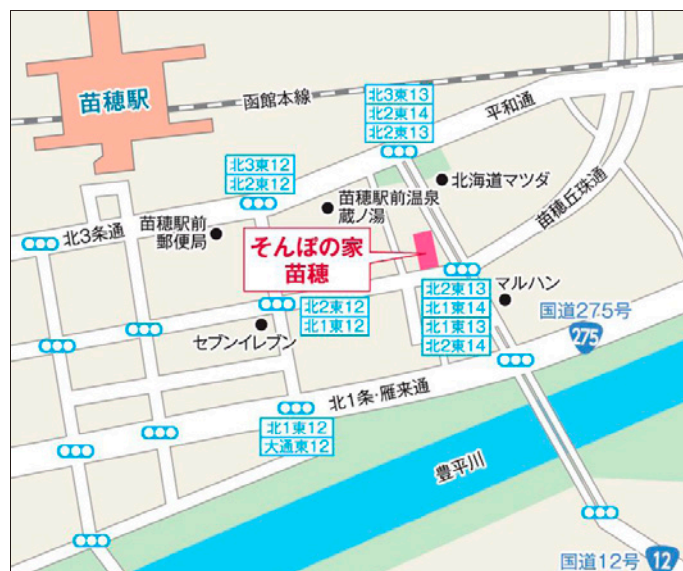 苗穂駅
函館本線
北3東13
北2東14
北2東13
平和通
北3東12
北2東12
北海道マツダ
苗穂丘珠通
苗穂駅前温泉
蔵ノ湯
苗穂駅前
郵便局
北3条通
そんぽの家
苗穂
北2東13
北1東14
北1東13
北2東14
マルハン
北2東12
北1東12
国道275号
275
セブンイレブン
北1条・雁来通
北1東12
大通東12
豊平川
国道12号
12